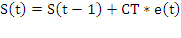 S(t) = S(t − 1) + CT * e(t)